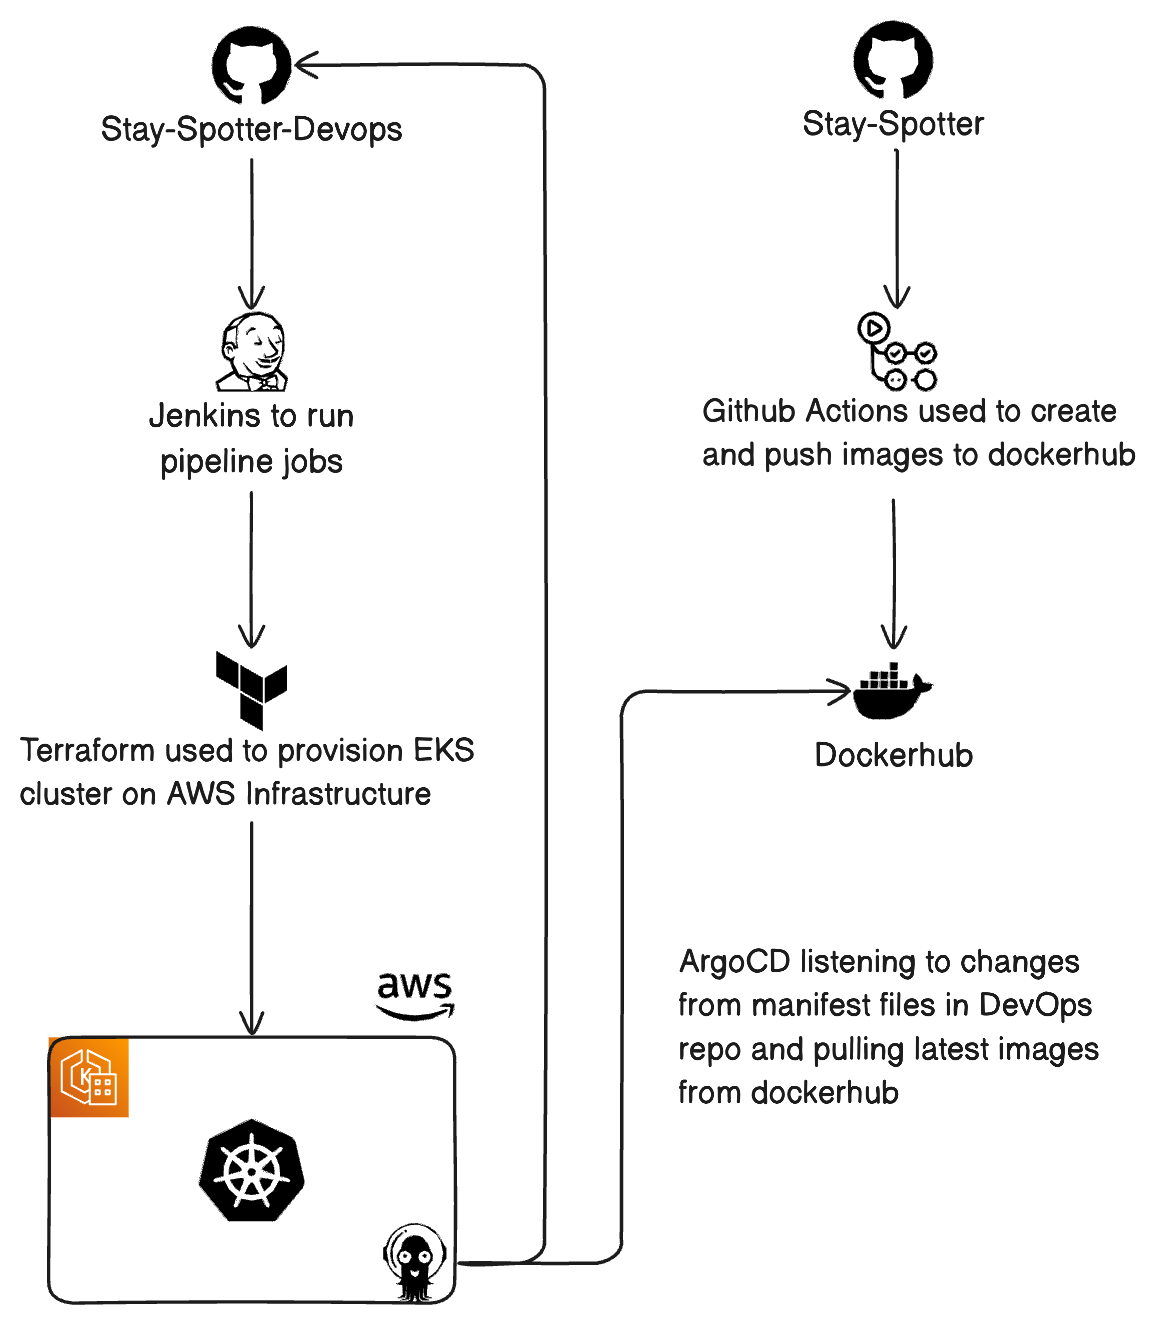 Stay-Spotter-Devops
Stay-Spotter
Jenkins to run
pipeline jobs
Github Actions used to create
and push images to dockerhub
Terraform used to provision EKS
cluster on AWS Infrastructure
Dockerhub
aws
K
ArgoCD listening to changes
from manifest files in DevOps
repo and pulling latest images
from dockerhub